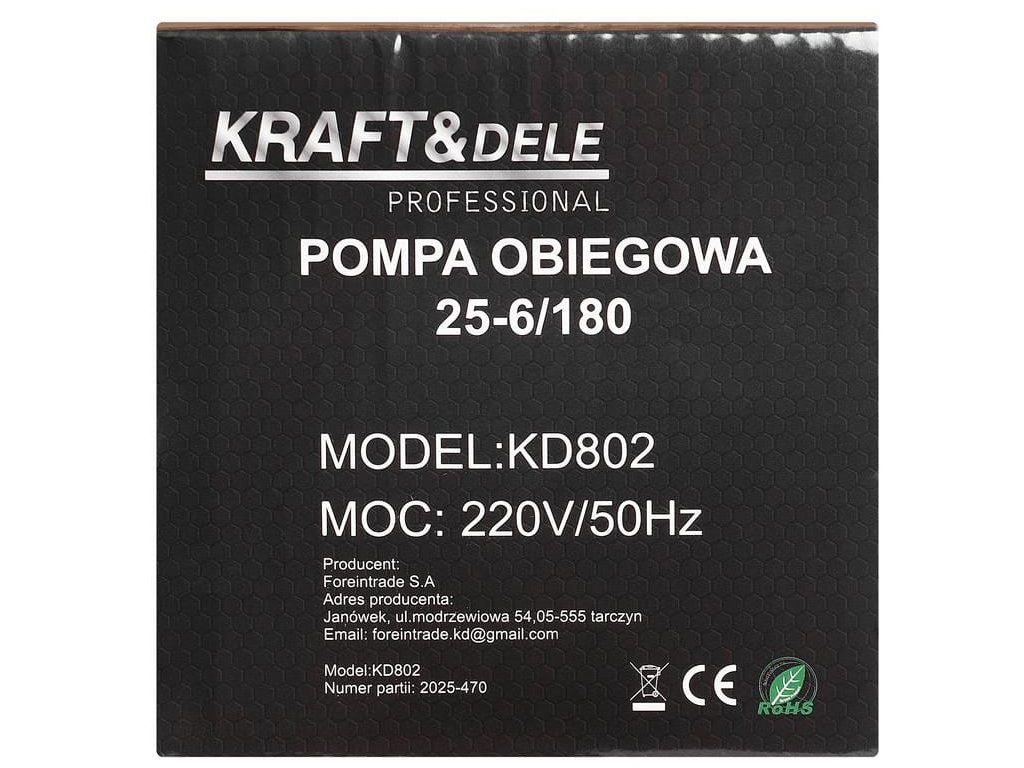 KRAFT&DELE
PROFESSIONAL
POMPA OBIEGOWA
25-6/180
MODEL:KD802
MOC: 220V/50Hz
Producent:
Foreintrade S.A
Adres producenta:
Janówek, ul.modrzewiowa 54,05-555 tarczyn
Email: foreintrade.kd@gmail.com
Model:KD802
Numer partii: 2025-470
CE
RoHS